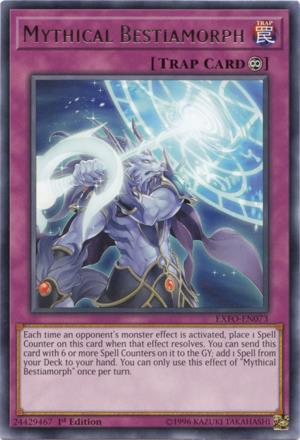 MYTHICAL BESTIAMORPH
TRAP
罠
[TRAP CARD]
EXFO-EN073
Each time an opponent's monster effect is activated, place 1 Spell
Counter on this card when that effect resolves. You can send this
card with 6 or more Spell Counters on it to the GY; add 1 Spell from
your Deck to your hand. You can only use this effect of "Mythical
Bestiamorph" once per turn.
24429467
1st Edition
©1996 KAZUKI TAKAHASHI